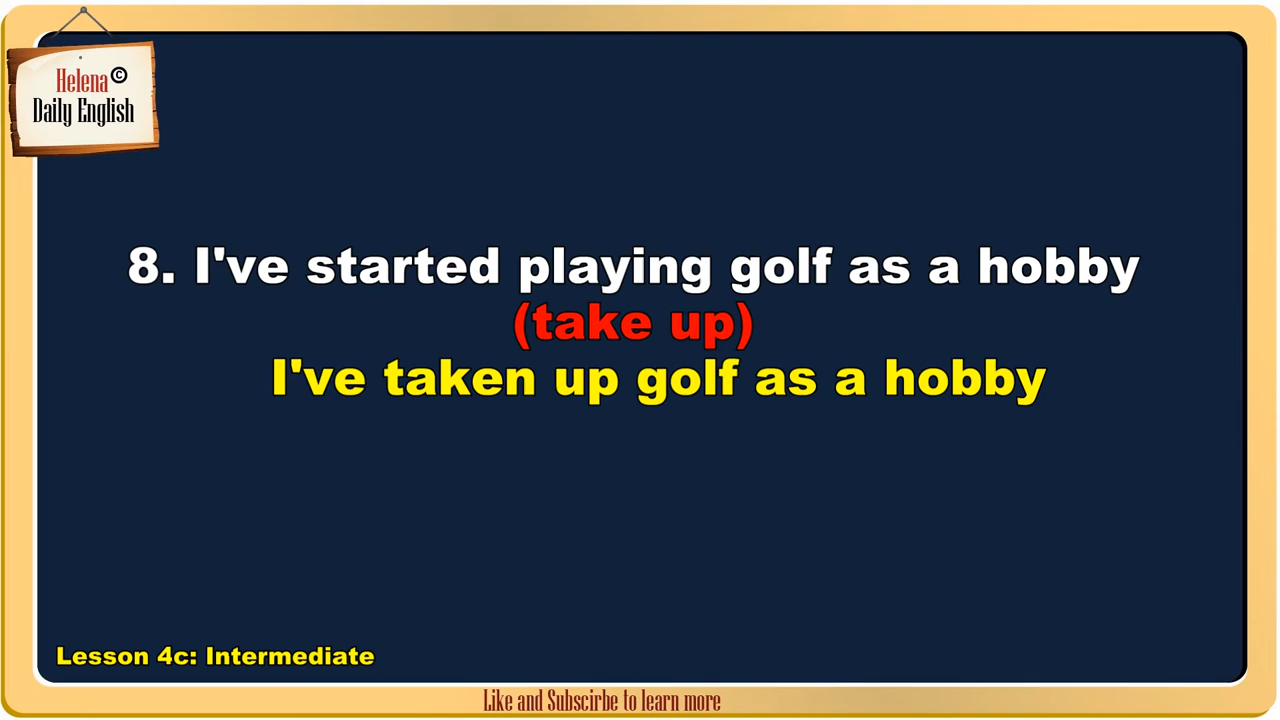 Helena ©
Daily English
8. I've started playing golf as a hobby
(take up)
I've taken up golf as a hobby
Lesson 4c: Intermediate
Like and Subscirbe to learn more